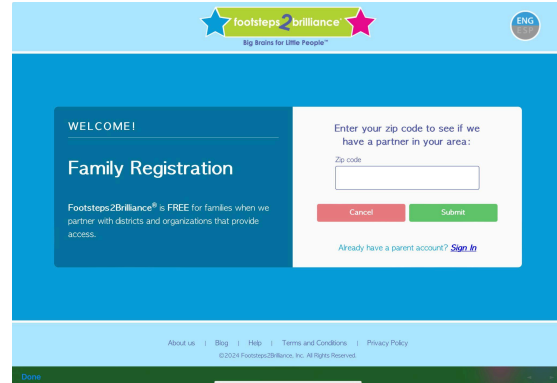 footsteps2brilliance™
Big Brains for Little People™
ENG
ESP
WELCOME!
Family Registration
Footsteps2Brilliance® is FREE for families when we
partner with districts and organizations that provide
access.
Enter your zip code to see if we
have a partner in your area:
Zip code
Cancel
Submit
Already have a parent account? Sign In
About us | Blog | Help | Terms and Conditions | Privacy Policy
©2024 Footsteps2Brilliance, Inc. All Rights Reserved.
Done